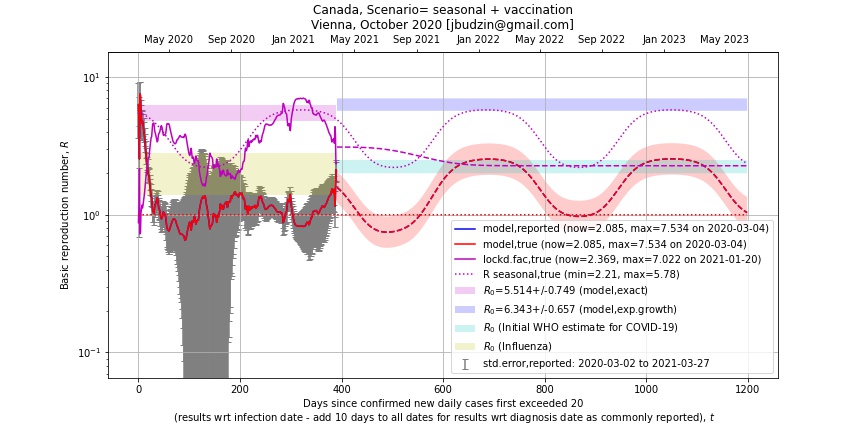 Canada, Scenario= seasonal + vaccination
Vienna, October 2020 [jbudzin@gmail.com]
May 2020 Sep 2020 Jan 2021 May 2021 Sep 2021 Jan 2022 May 2022 Sep 2022 Jan 2023 May 2023
Basic reproduction number, R
10¹
10⁰
10⁻¹
model,reported (now=2.085, max=7.534 on 2020-03-04)
model,true (now=2.085, max=7.534 on 2020-03-04)
lockd.fac,true (now=2.369, max=7.022 on 2021-01-20)
R seasonal,true (min=2.21, max=5.78)
R₀=5.514+/-0.749 (model,exact)
R₀=6.343+/-0.657 (model,exp.growth)
R₀ (Initial WHO estimate for COVID-19)
R₀ (Influenza)
std.error,reported: 2020-03-02 to 2021-03-27
0 200 400 600 800 1000 1200
Days since confirmed new daily cases first exceeded 20
(results wrt infection date - add 10 days to all dates for results wrt diagnosis date as commonly reported), t